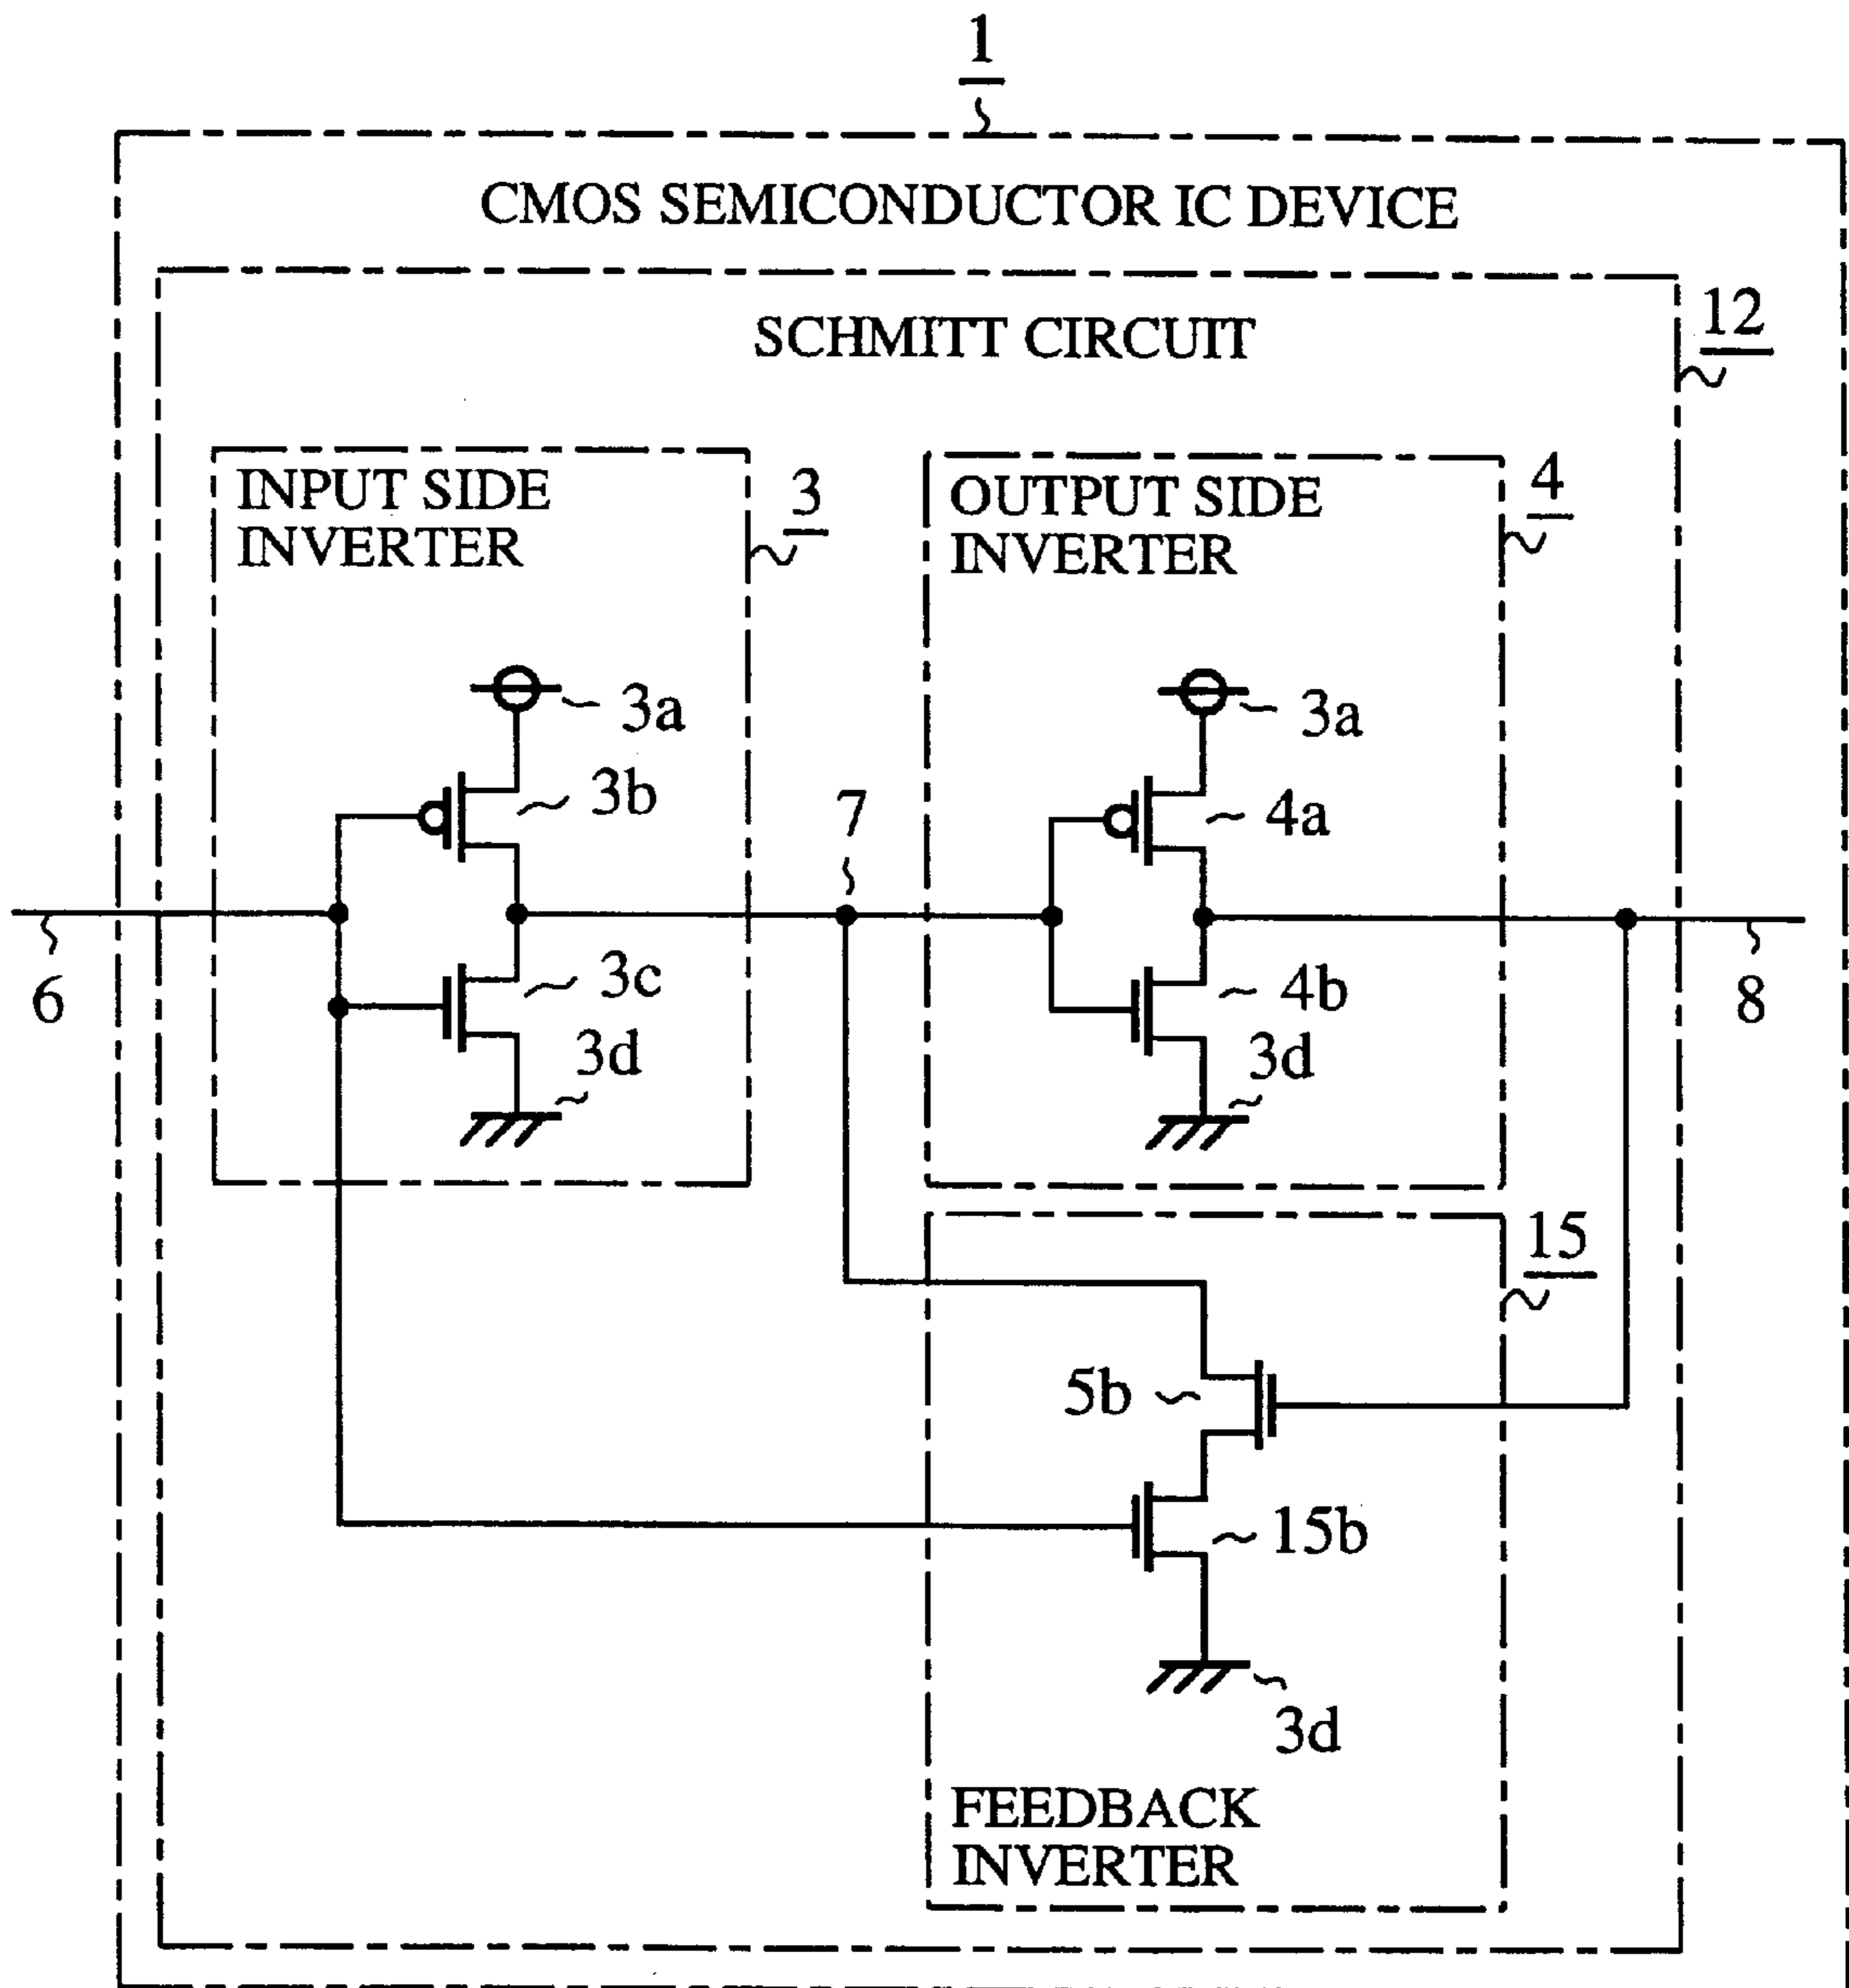 1
CMOS SEMICONDUCTOR IC DEVICE
SCHMITT CIRCUIT
12
INPUT SIDE
INVERTER
3
OUTPUT SIDE
INVERTER
4
3a
3a
3b
7
4a
3c
4b
6
8
3d
3d
15
5b
15b
3d
FEEDBACK
INVERTER